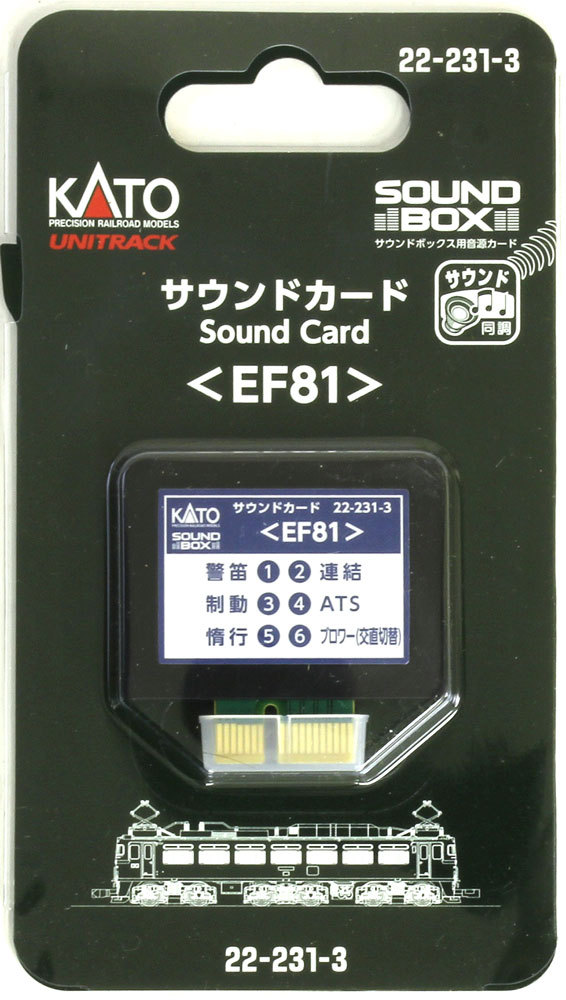 22-231-3
KATO
PRECISION RAILROAD MODELS
UNITRACK
SOUND
BOX
サウンドボックス用音源カード
サウンド
同調
サウンドカード
Sound Card
＜EF81＞
KATO
PRECISION RAILROAD MODELS
サウンドカード 22-231-3
SOUND
BOX
＜EF81＞
警笛 1 2 連結
制動 3 4 ATS
惰行 5 6 ブロワー(交直切替)
22-231-3